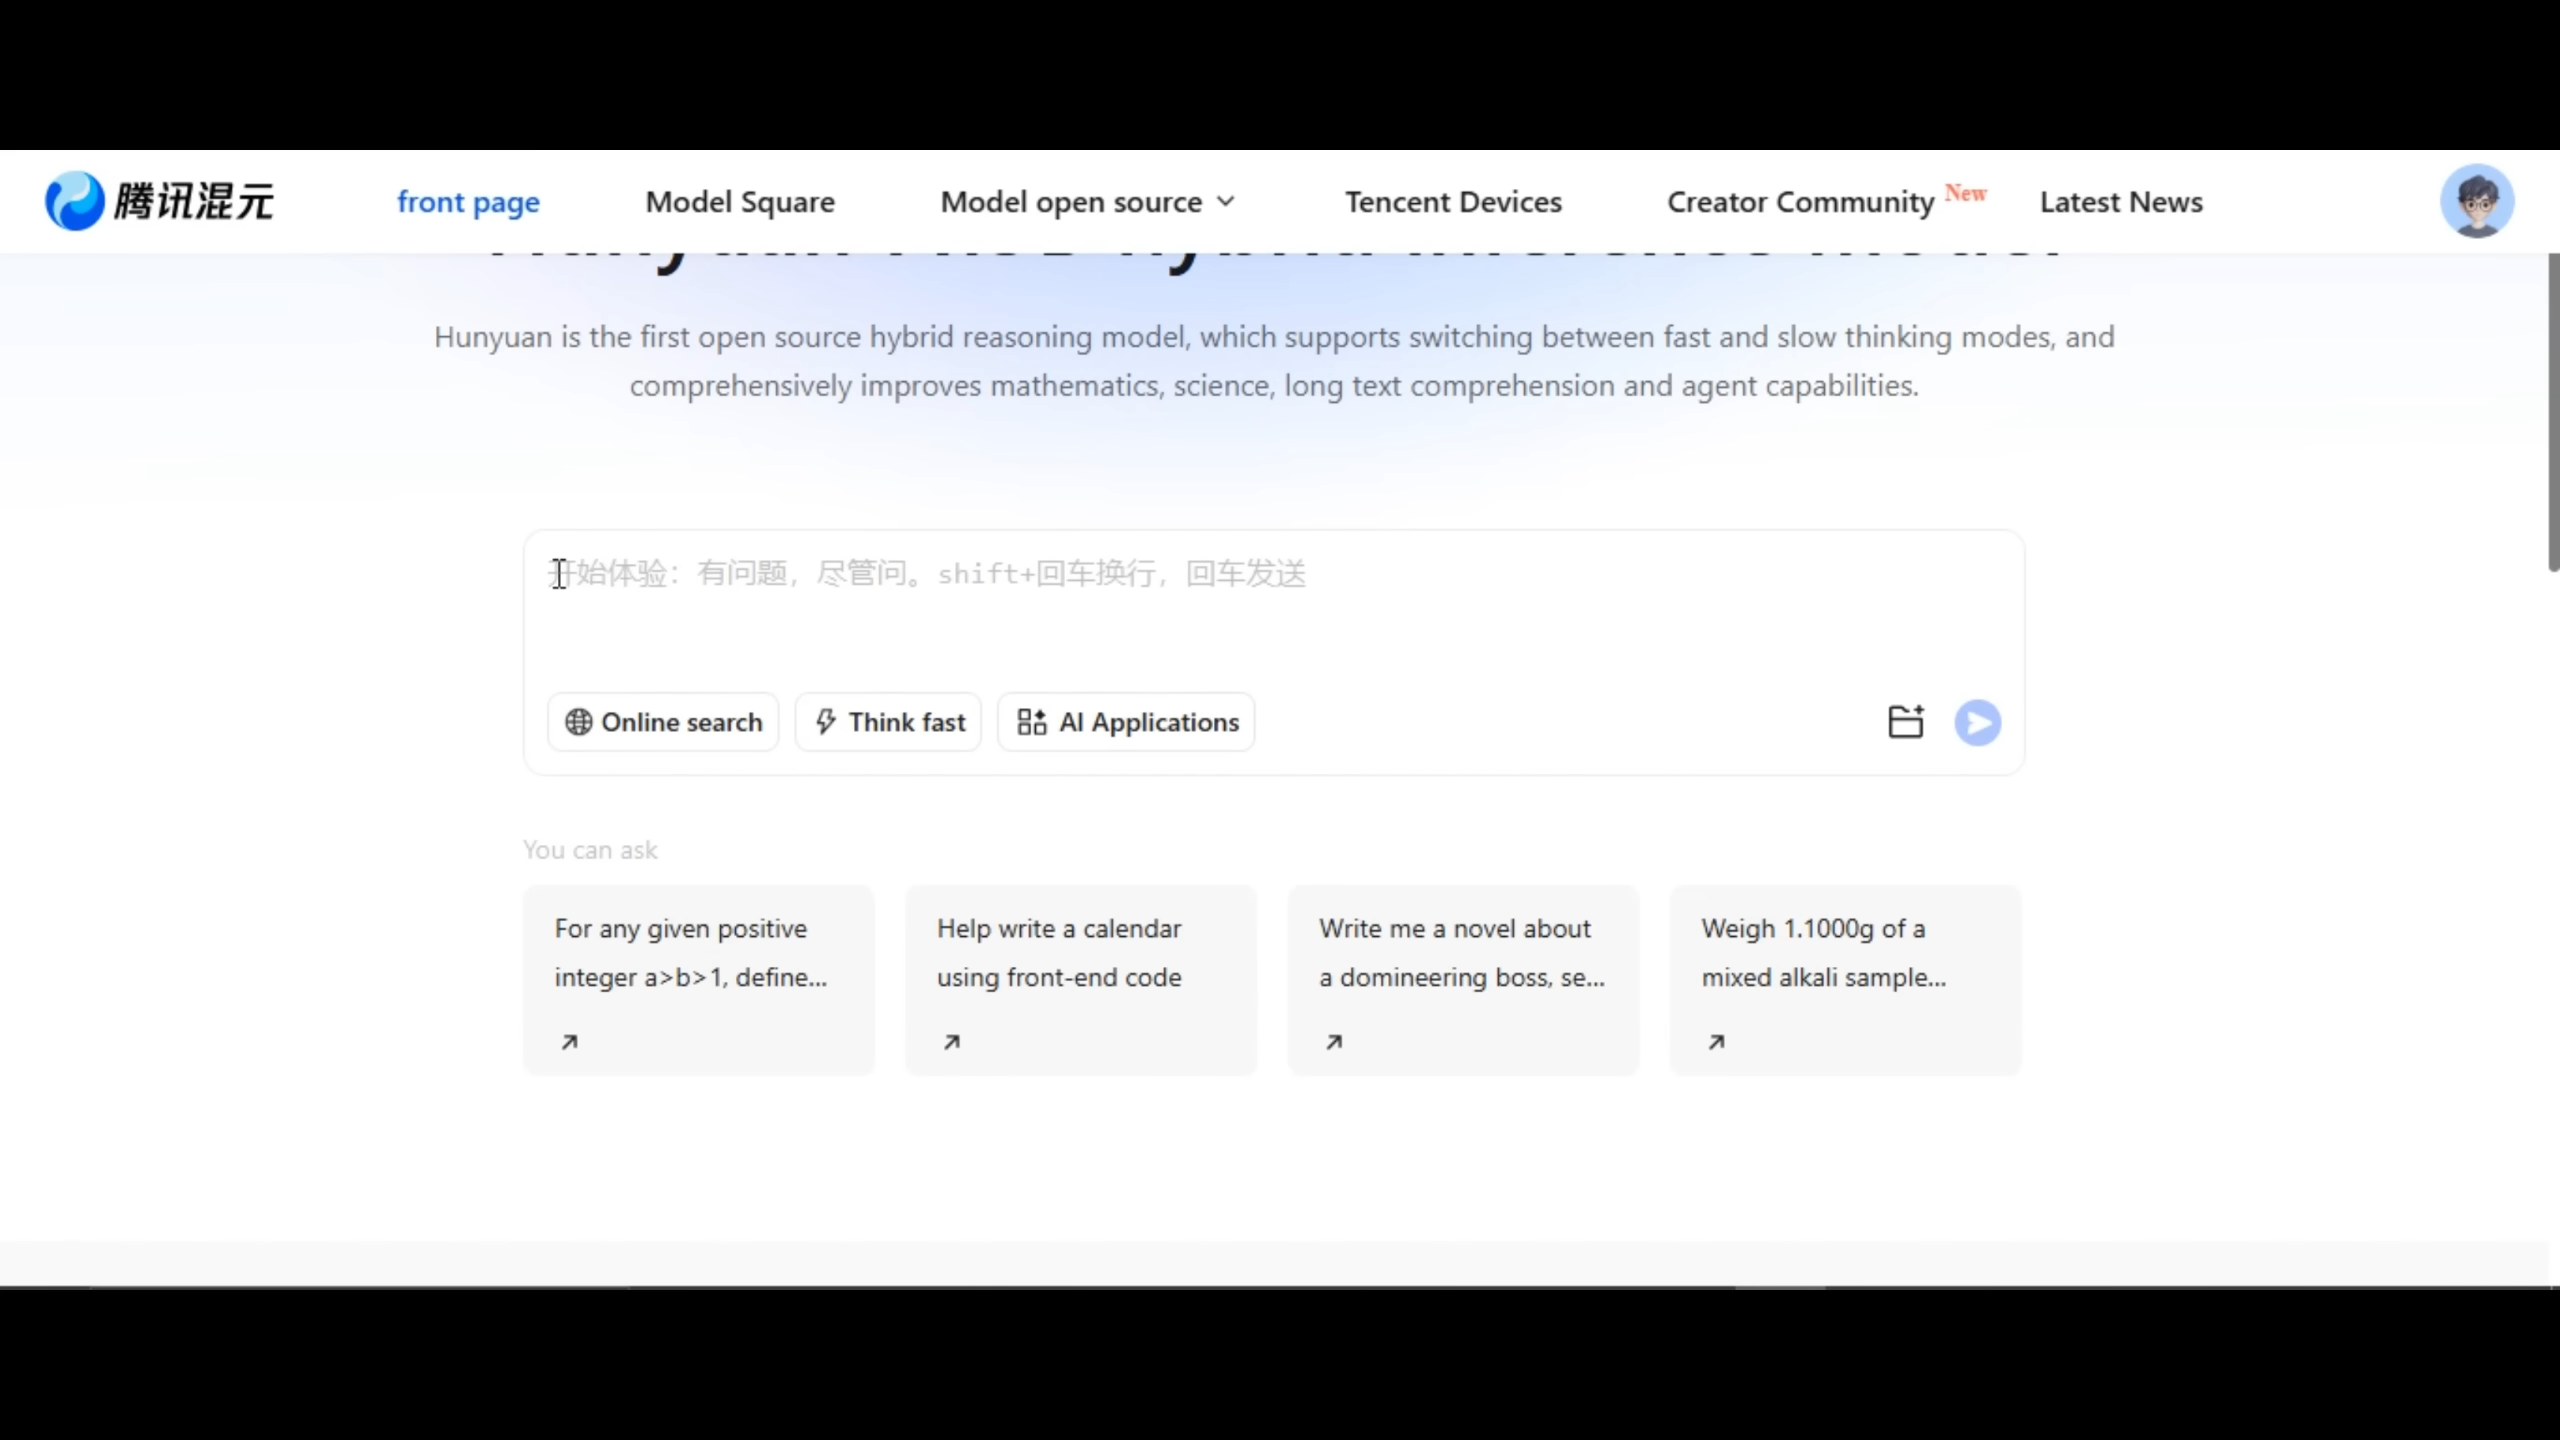 腾讯混元
front page
Model Square
Model open source
Tencent Devices
Creator Community New
Latest News
Hunyuan is the first open source hybrid reasoning model, which supports switching between fast and slow thinking modes, and
comprehensively improves mathematics, science, long text comprehension and agent capabilities.
开始体验：有问题，尽管问。shift+回车换行，回车发送
Online search
Think fast
AI Applications
You can ask
For any given positive
integer a>b>1, define...
Help write a calendar
using front-end code
Write me a novel about
a domineering boss, se...
Weigh 1.1000g of a
mixed alkali sample...